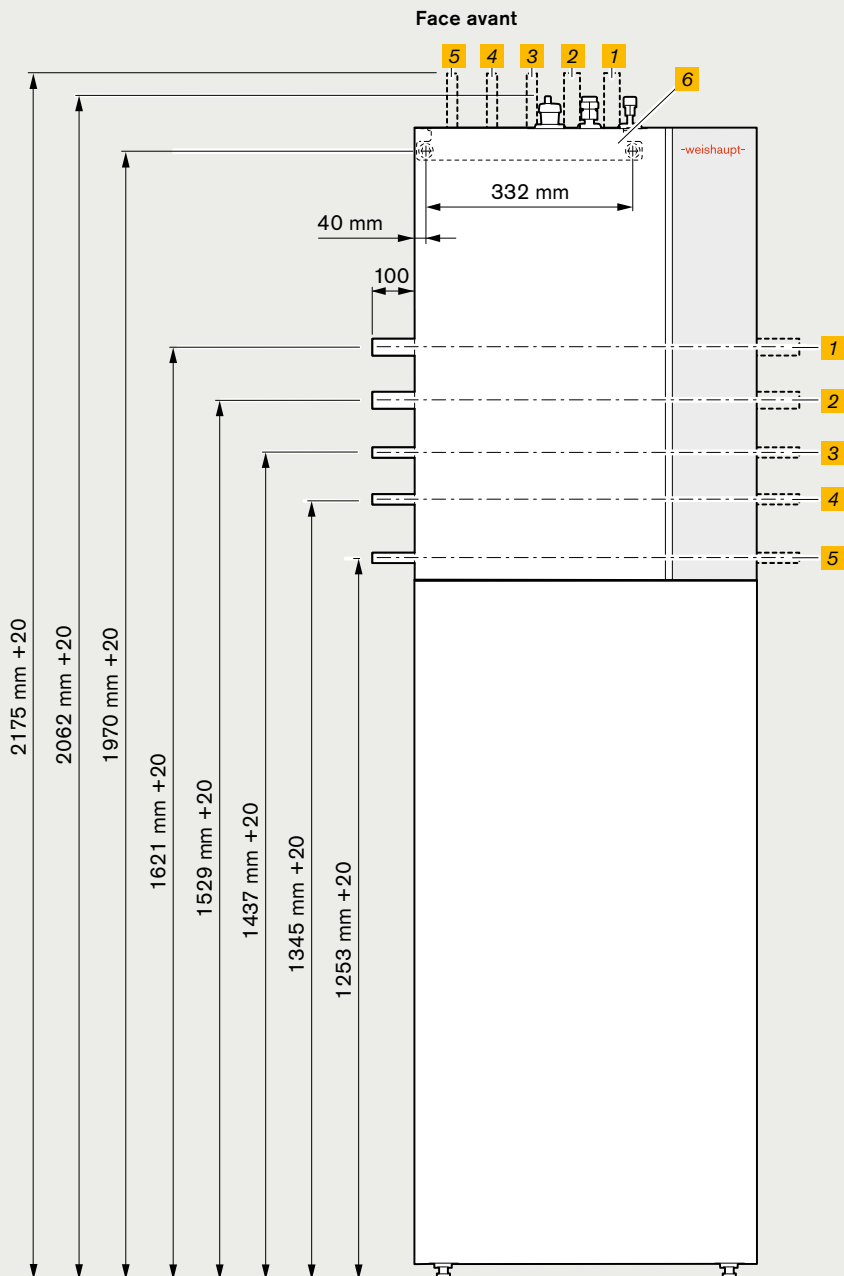 Face avant
5 4 3 2 1
6
-weishaupt-
332 mm
40 mm
100
1
2
3
4
5
2175 mm +20
2062 mm +20
1970 mm +20
1621 mm +20
1529 mm +20
1437 mm +20
1345 mm +20
1253 mm +20